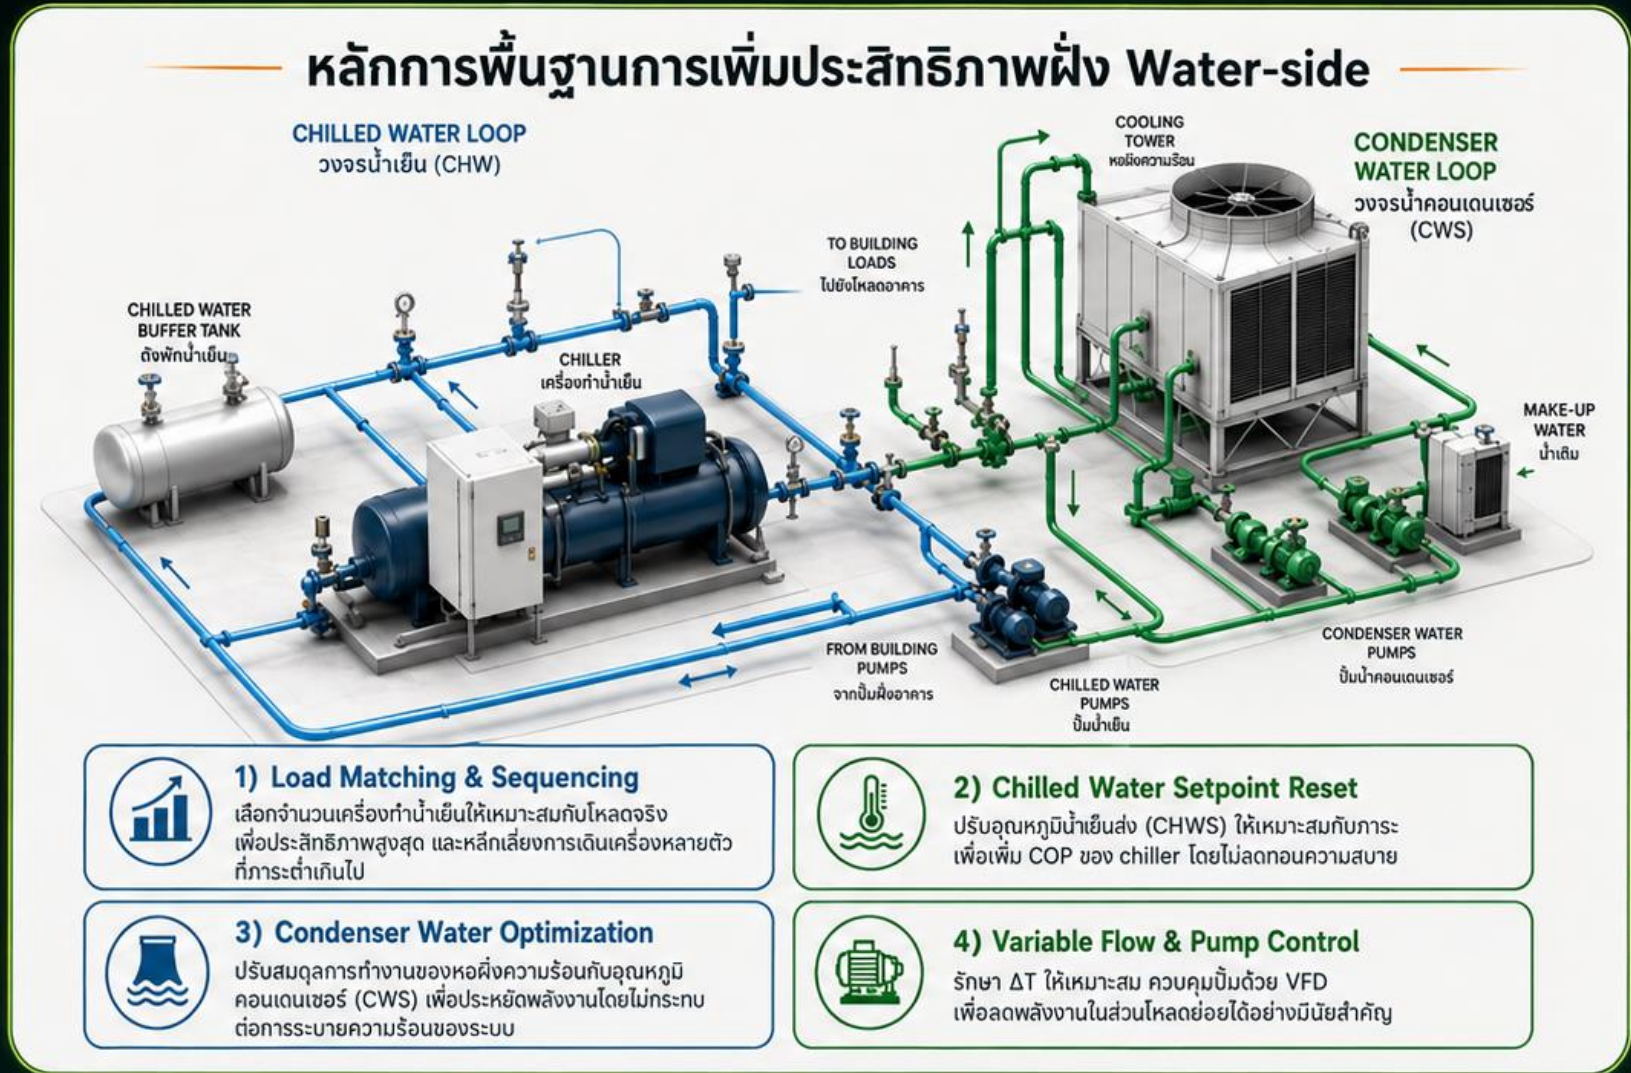 หลักการพื้นฐานการเพิ่มประสิทธิภาพฝั่ง Water-side
CHILLED WATER LOOP
วงจรน้ำเย็น (CHW)
COOLING
TOWER
หอผึ่งความร้อน
CONDENSER
WATER LOOP
วงจรน้ำคอนเดนเซอร์
(CWS)
TO BUILDING
LOADS
ไปยังโหลดอาคาร
CHILLED WATER
BUFFER TANK
ถังพักน้ำเย็น
CHILLER
เครื่องทำน้ำเย็น
MAKE-UP
WATER
น้ำเติม
FROM BUILDING
PUMPS
จากปั๊มฝั่งอาคาร
CHILLED WATER
PUMPS
ปั๊มน้ำเย็น
CONDENSER WATER
PUMPS
ปั๊มน้ำคอนเดนเซอร์
1) Load Matching & Sequencing
เลือกจำนวนเครื่องทำน้ำเย็นให้เหมาะสมกับโหลดจริง
เพื่อประสิทธิภาพสูงสุด และหลีกเลี่ยงการเดินเครื่องหลายตัว
ที่ภาระต่ำเกินไป
2) Chilled Water Setpoint Reset
ปรับอุณหภูมิน้ำเย็นส่ง (CHWS) ให้เหมาะสมกับภาระ
เพื่อเพิ่ม COP ของ chiller โดยไม่ลดทอนความสบาย
3) Condenser Water Optimization
ปรับสมดุลการทำงานของหอผึ่งความร้อนกับอุณหภูมิ
คอนเดนเซอร์ (CWS) เพื่อประหยัดพลังงานโดยไม่กระทบ
ต่อการระบายความร้อนของระบบ
4) Variable Flow & Pump Control
รักษา ΔT ให้เหมาะสม ควบคุมปั๊มด้วย VFD
เพื่อลดพลังงานในส่วนโหลดย่อยได้อย่างมีนัยสำคัญ